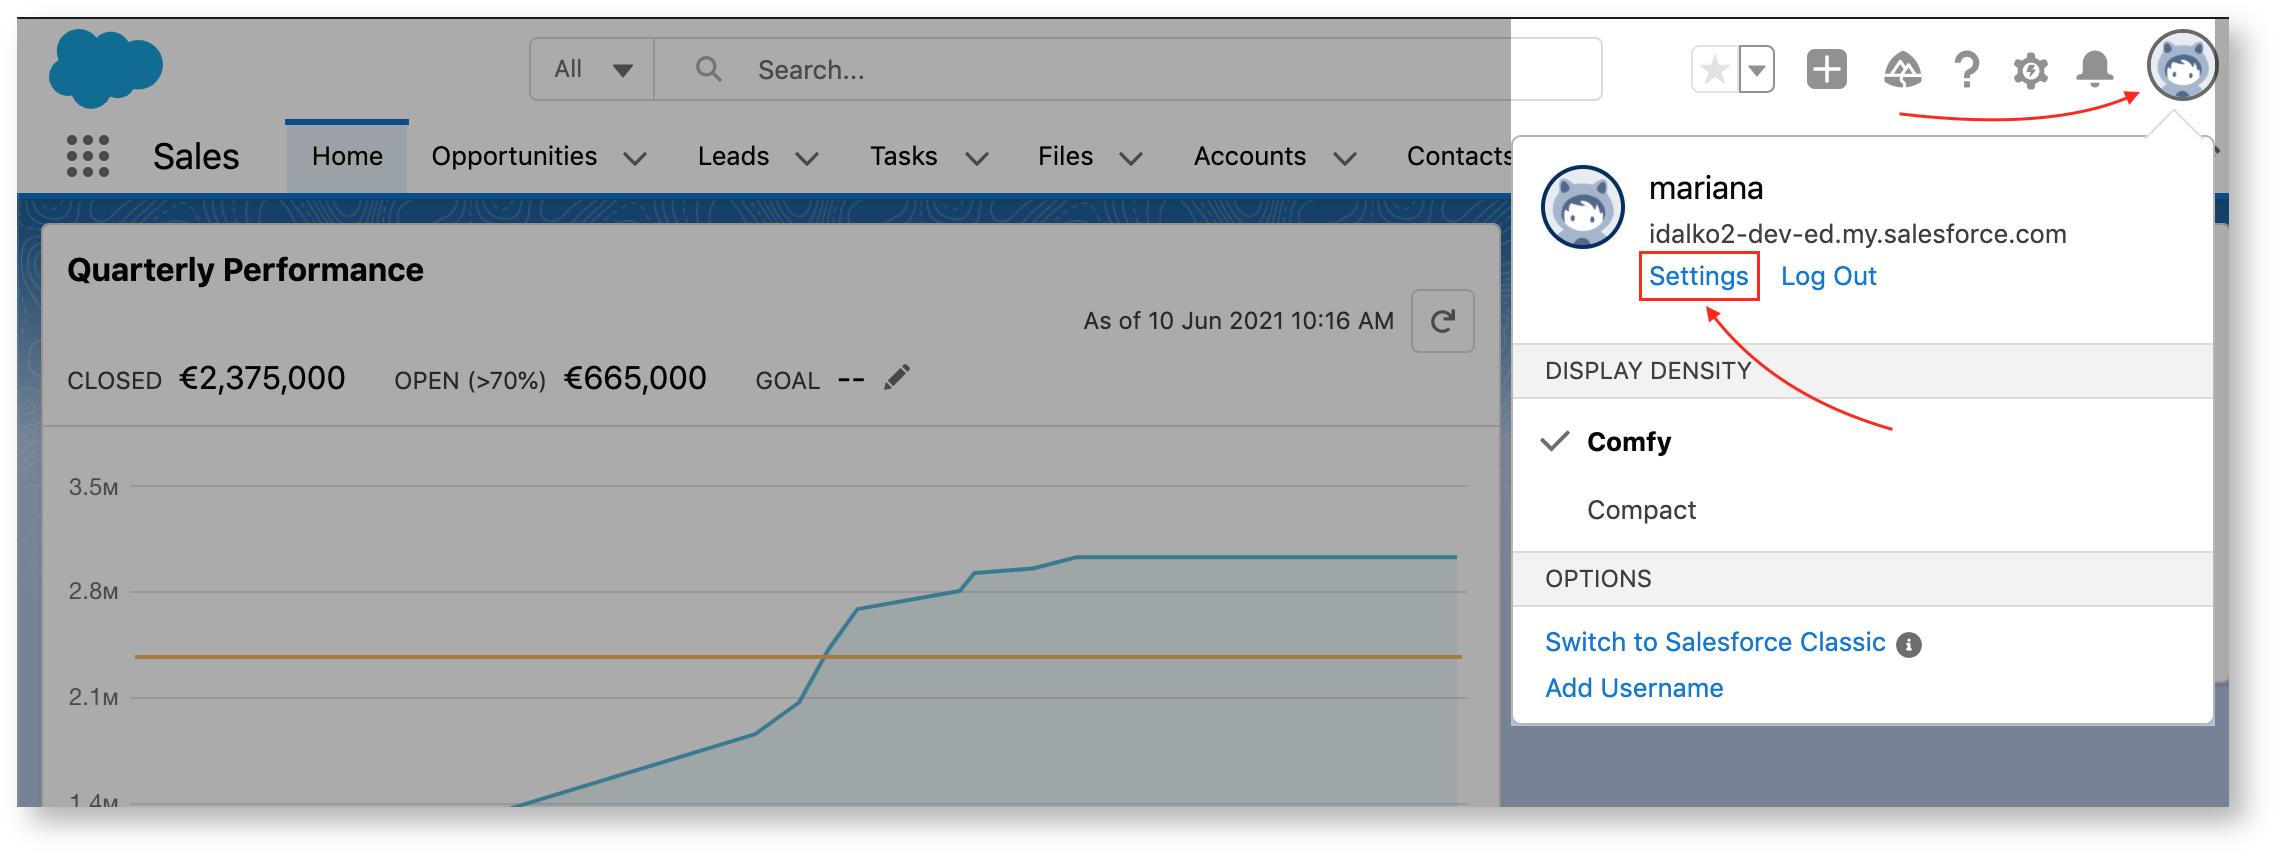 All Search...
Sales Home Opportunities Leads Tasks Files Accounts Contacts
mariana
idalko2-dev-ed.my.salesforce.com
Settings Log Out
DISPLAY DENSITY
Comfy
Compact
OPTIONS
Switch to Salesforce Classic
Add Username
Quarterly Performance
As of 10 Jun 2021 10:16 AM
CLOSED €2,375,000 OPEN (>70%) €665,000 GOAL --
3.5M
2.8M
2.1M
1.4M